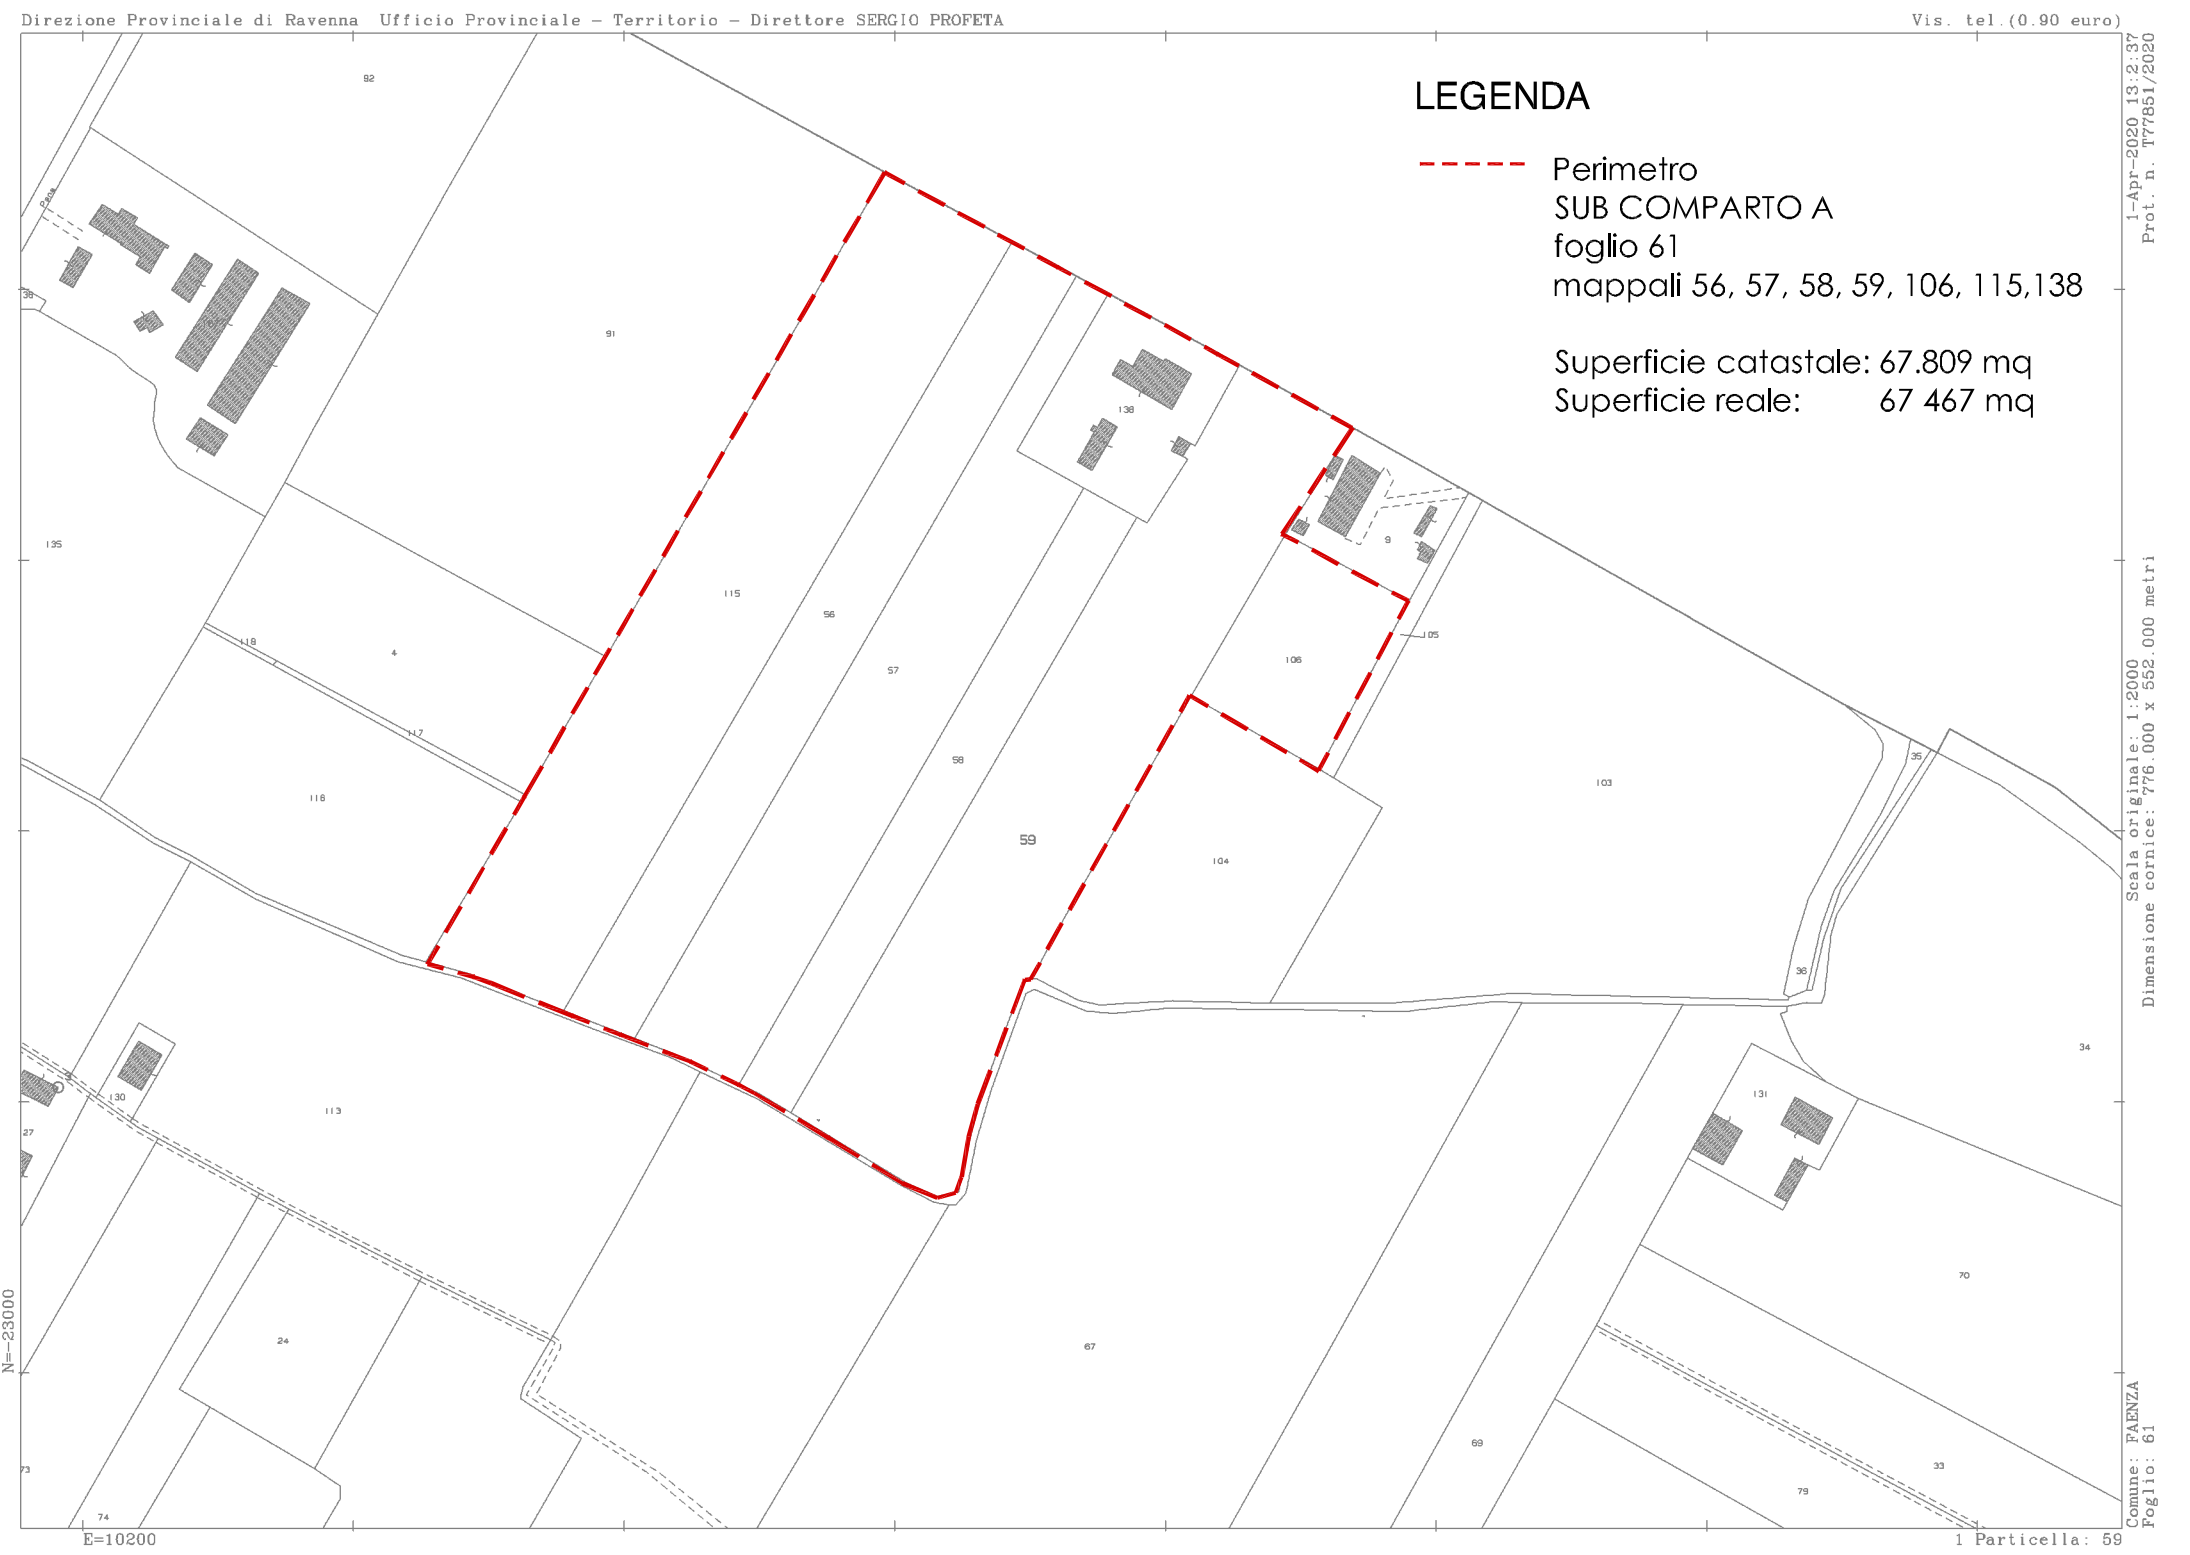 Direzione Provinciale di Ravenna Ufficio Provinciale - Territorio - Direttore SERGIO PROFETA
Vis. tel.(0.90 euro)
1-Apr-2020 13:2:37
Prot. n. T77851/2020
LEGENDA
Perimetro
SUB COMPARTO A
foglio 61
mappali 56, 57, 58, 59, 106, 115,138
Superficie catastale: 67.809 mq
Superficie reale: 67 467 mq
92
91
38
138
135
9
115
56
105
118
4
106
57
117
58
35
103
116
59
104
36
34
3
130
131
113
27
70
24
67
69
33
73
79
74
Scala originale: 1:2000
Dimensione cornice: 776.000 x 552.000 metri
Comune: FAENZA
Foglio: 61
N=-23000
E=10200
1 Particella: 59